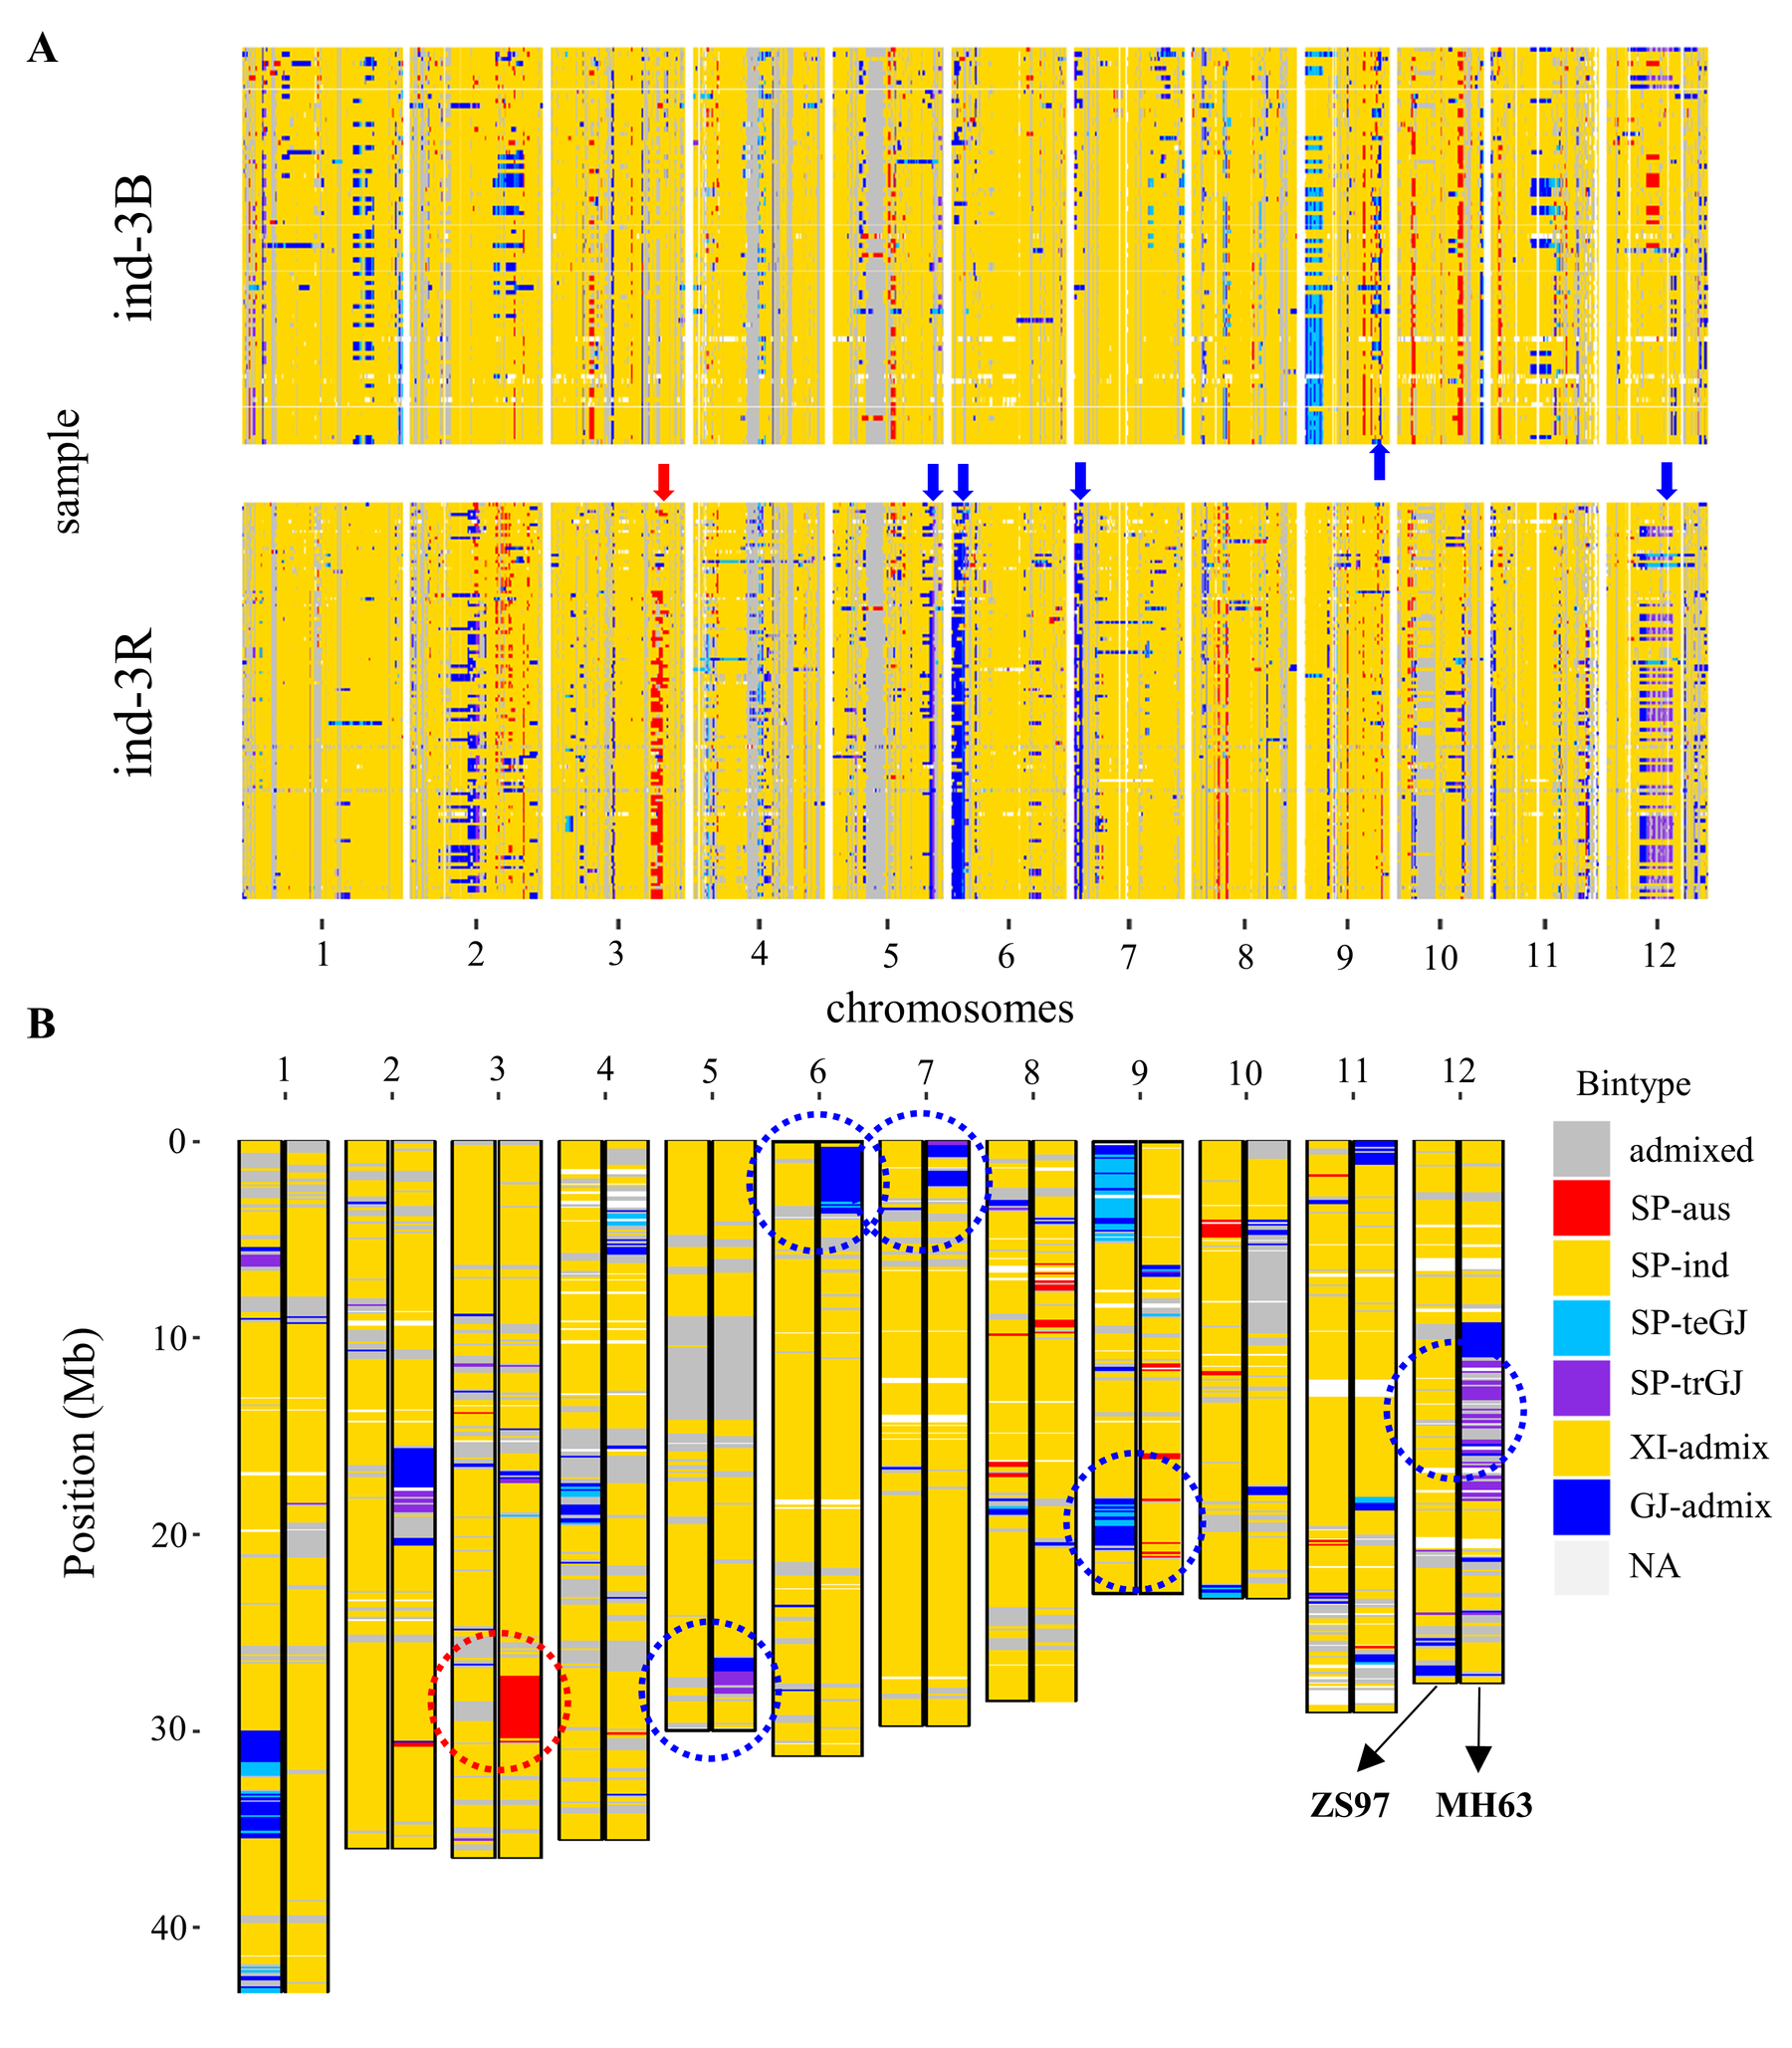 A
ind-3B
sample
ind-3R
1 2 3 4 5 6 7 8 9 10 11 12
chromosomes
B
1 2 3 4 5 6 7 8 9 10 11 12
Position (Mb)
0
10
20
30
40
Bintype
admixed
SP-aus
SP-ind
SP-teGJ
SP-trGJ
XI-admix
GJ-admix
NA
ZS97 MH63